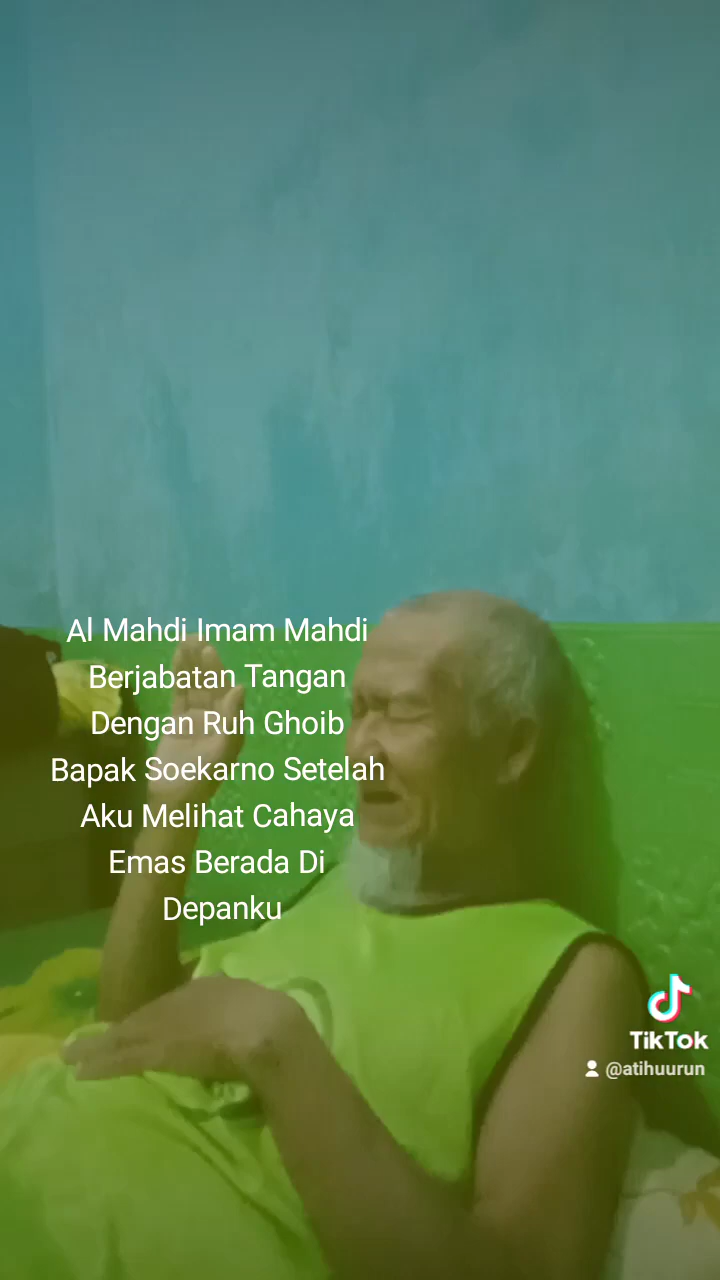 Al Mahdi Imam Mahdi
Berjabatan Tangan
Dengan Ruh Ghoib
Bapak Soekarno Setelah
Aku Melihat Cahaya
Emas Berada Di
Depanku
TikTok
@atihuurun